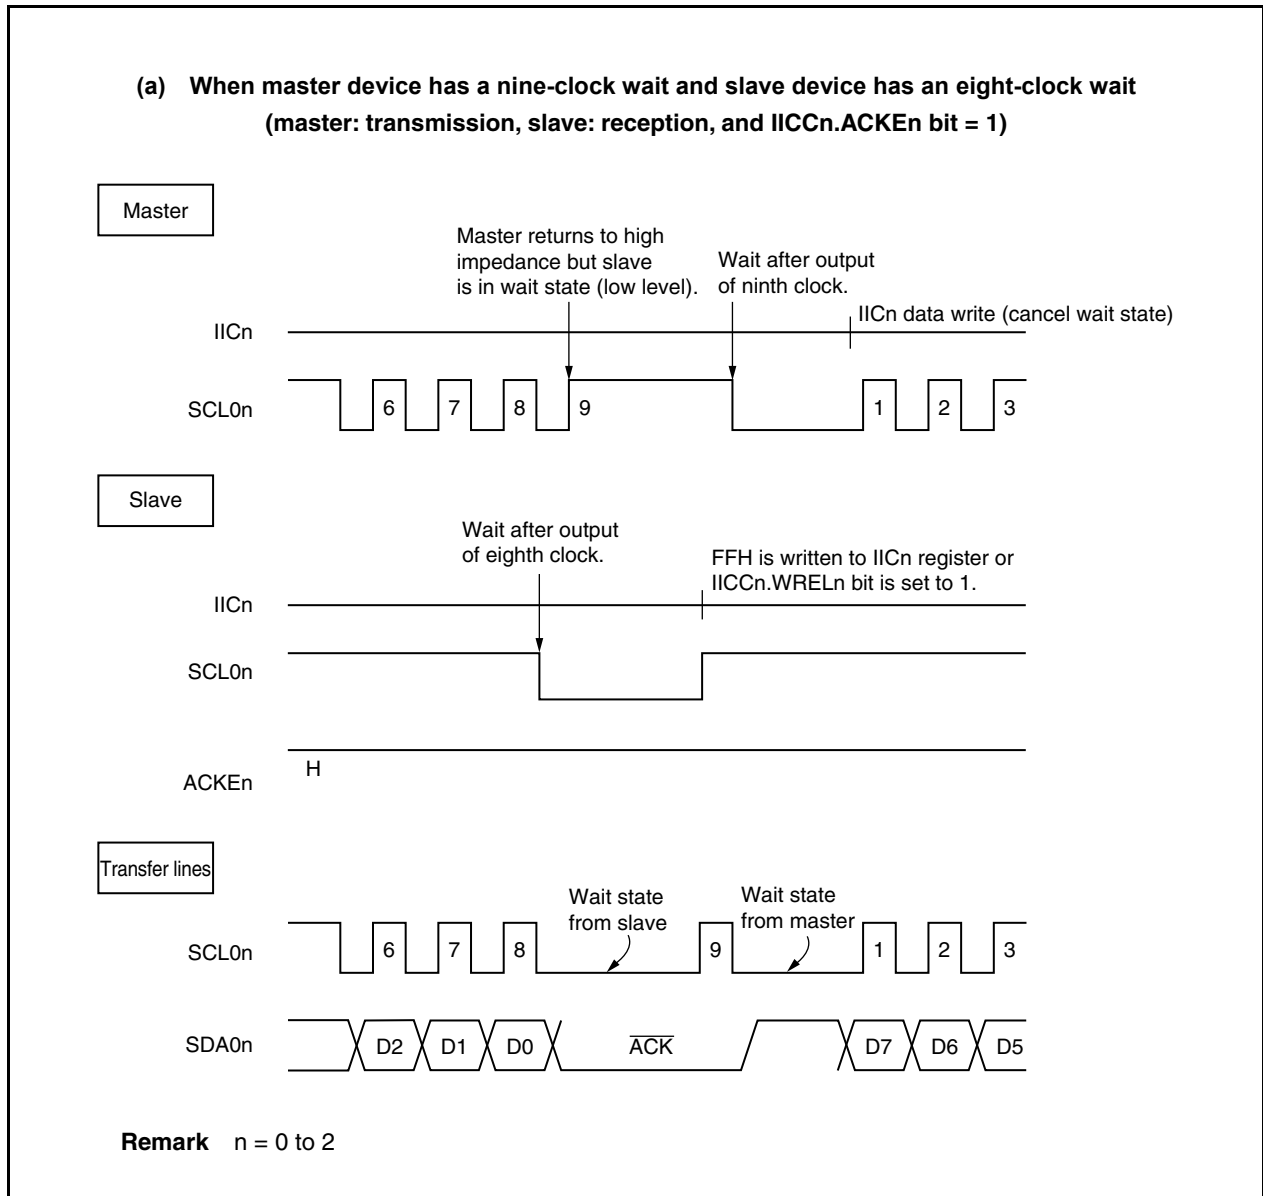 (a) When master device has a nine-clock wait and slave device has an eight-clock wait
(master: transmission, slave: reception, and IICCn.ACKEn bit = 1)
Master
Master returns to high
impedance but slave
is in wait state (low level).
Wait after output
of ninth clock.
IICn data write (cancel wait state)
IICn
SCL0n
6 7 8 9 1 2 3
Slave
Wait after output
of eighth clock.
FFH is written to IICn register or
IICCn.WRELn bit is set to 1.
IICn
SCL0n
H
ACKEn
Transfer lines
Wait state
from slave
Wait state
from master
SCL0n
6 7 8 9 1 2 3
SDA0n
D2 D1 D0 ACK D7 D6 D5
Remark n = 0 to 2